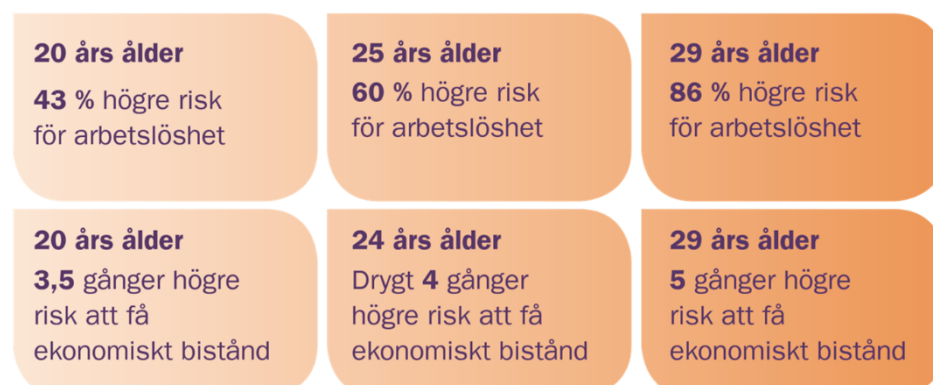 20 års ålder
43 % högre risk
för arbetslöshet
25 års ålder
60 % högre risk
för arbetslöshet
29 års ålder
86 % högre risk
för arbetslöshet
20 års ålder
3,5 gånger högre
risk att få
ekonomiskt bistånd
24 års ålder
Drygt 4 gånger
högre risk att få
ekonomiskt bistånd
29 års ålder
5 gånger högre
risk att få
ekonomiskt bistånd